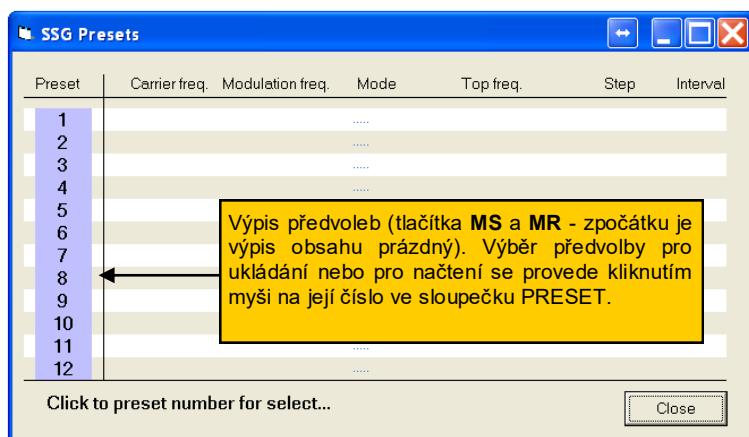 SSG Presets
Preset Carrier freq. Modulation freq. Mode Top freq. Step Interval
1 .....
2 .....
3 .....
4 .....
5
6
7
8
9
10
11 .....
12 .....
Výpis předvoleb (tlačítka MS a MR - zpočátku je
výpis obsahu prázdný). Výběr předvolby pro
ukládání nebo pro načtení se provede kliknutím
myši na její číslo ve sloupečku PRESET.
Click to preset number for select...
Close